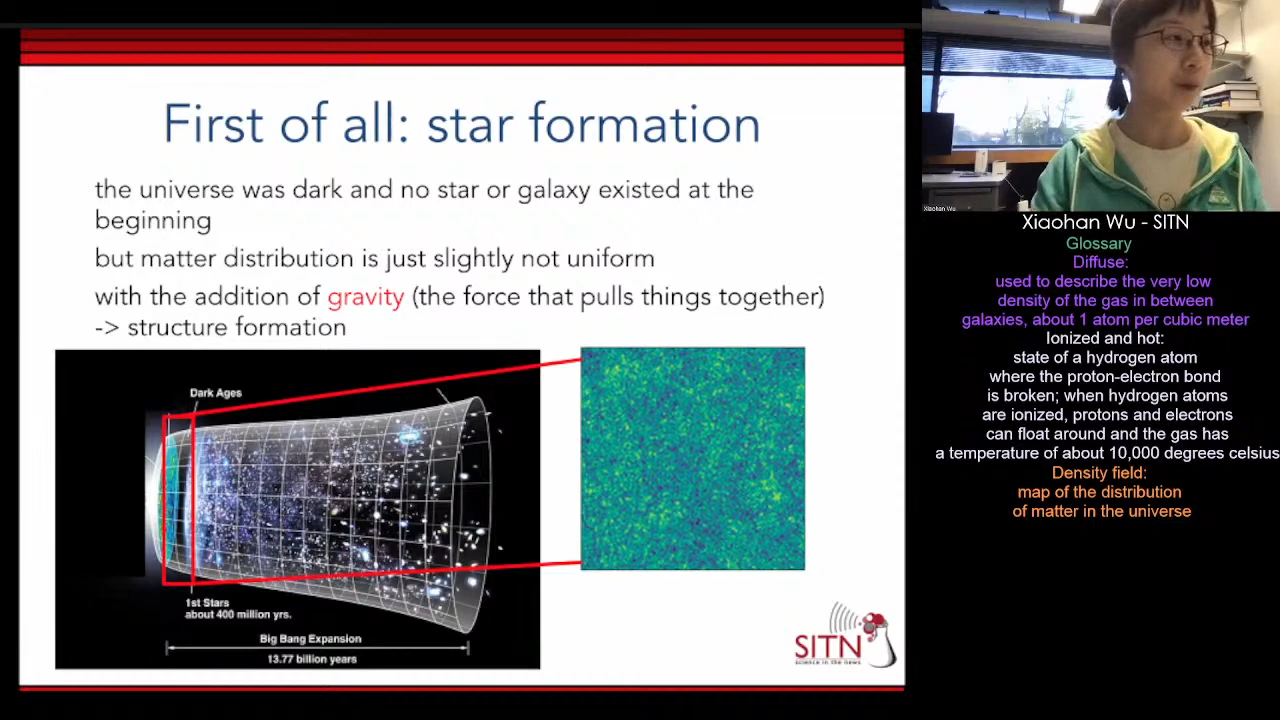 First of all: star formation
the universe was dark and no star or galaxy existed at the
beginning
but matter distribution is just slightly not uniform
with the addition of gravity (the force that pulls things together)
-> structure formation
Dark Ages
1st Stars
about 400 million yrs.
Big Bang Expansion
13.77 billion years
SITN
science in the news
Xiaohan Wu
Xiaohan Wu - SITN
Glossary
Diffuse:
used to describe the very low
density of the gas in between
galaxies, about 1 atom per cubic meter
Ionized and hot:
state of a hydrogen atom
where the proton-electron bond
is broken; when hydrogen atoms
are ionized, protons and electrons
can float around and the gas has
a temperature of about 10,000 degrees celsius
Density field:
map of the distribution
of matter in the universe